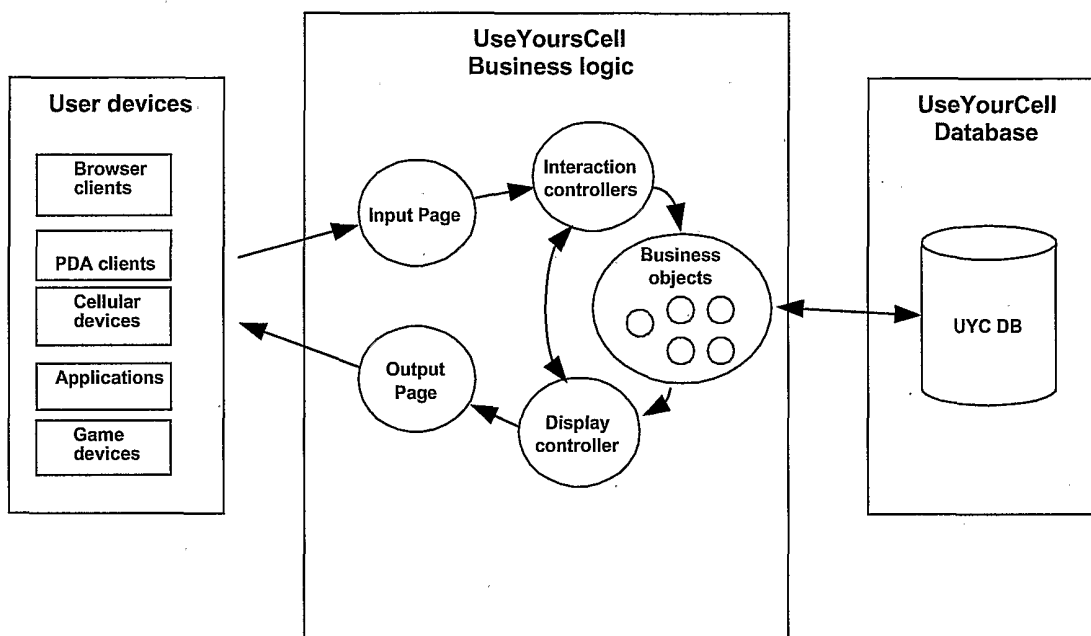 UseYoursCell
Business logic
User devices
Browser
clients
PDA clients
Cellular
devices
Applications
Game
devices
Input Page
Interaction
controllers
Business
objects
Output
Page
Display
controller
UseYourCell
Database
UYC DB